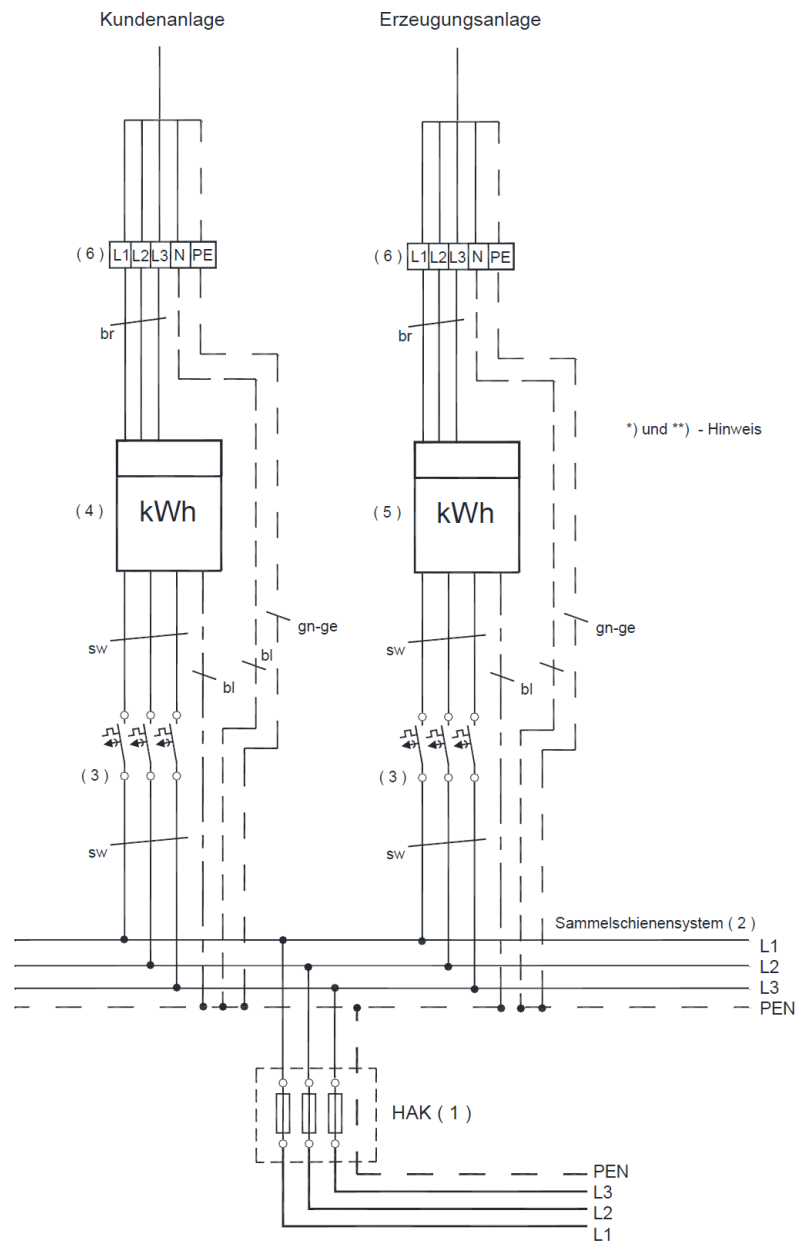 Kundenanlage
Erzeugungsanlage
( 6 ) L1 L2 L3 N PE
( 6 ) L1 L2 L3 N PE
br
br
*) und **) - Hinweis
( 4 ) kWh
( 5 ) kWh
gn-ge
gn-ge
sw
bl
bl
sw
bl
( 3 )
( 3 )
sw
sw
Sammelschienensystem ( 2 )
L1
L2
L3
PEN
HAK ( 1 )
PEN
L3
L2
L1